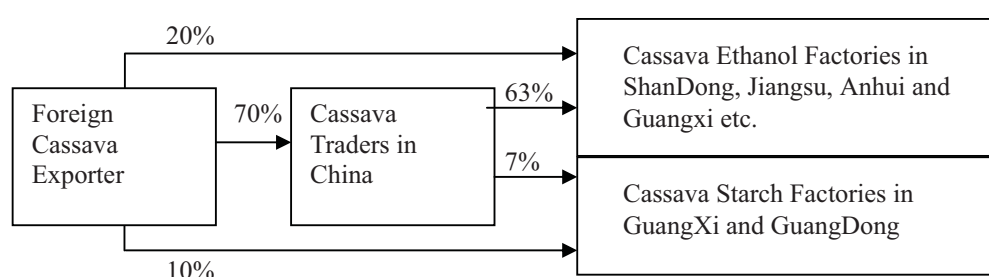 20%
Foreign
Cassava
Exporter
70%
Cassava
Traders in
China
63%
7%
Cassava Ethanol Factories in
ShanDong, Jiangsu, Anhui and
Guangxi etc.
Cassava Starch Factories in
GuangXi and GuangDong
10%